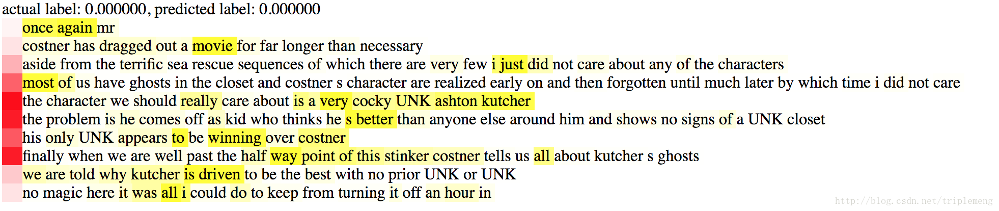 actual label: 0.000000, predicted label: 0.000000
once again mr
costner has dragged out a movie for far longer than necessary
aside from the terrific sea rescue sequences of which there are very few i just did not care about any of the characters
most of us have ghosts in the closet and costner s character are realized early on and then forgotten until much later by which time i did not care
the character we should really care about is a very cocky UNK ashton kutcher
the problem is he comes off as kid who thinks he s better than anyone else around him and shows no signs of a UNK closet
his only UNK appears to be winning over costner
finally when we are well past the half way point of this stinker costner tells us all about kutcher s ghosts
we are told why kutcher is driven to be the best with no prior UNK or UNK
no magic here it was all i could do to keep from turning it off an hour in
http://blog.csdn.net/triplemeng